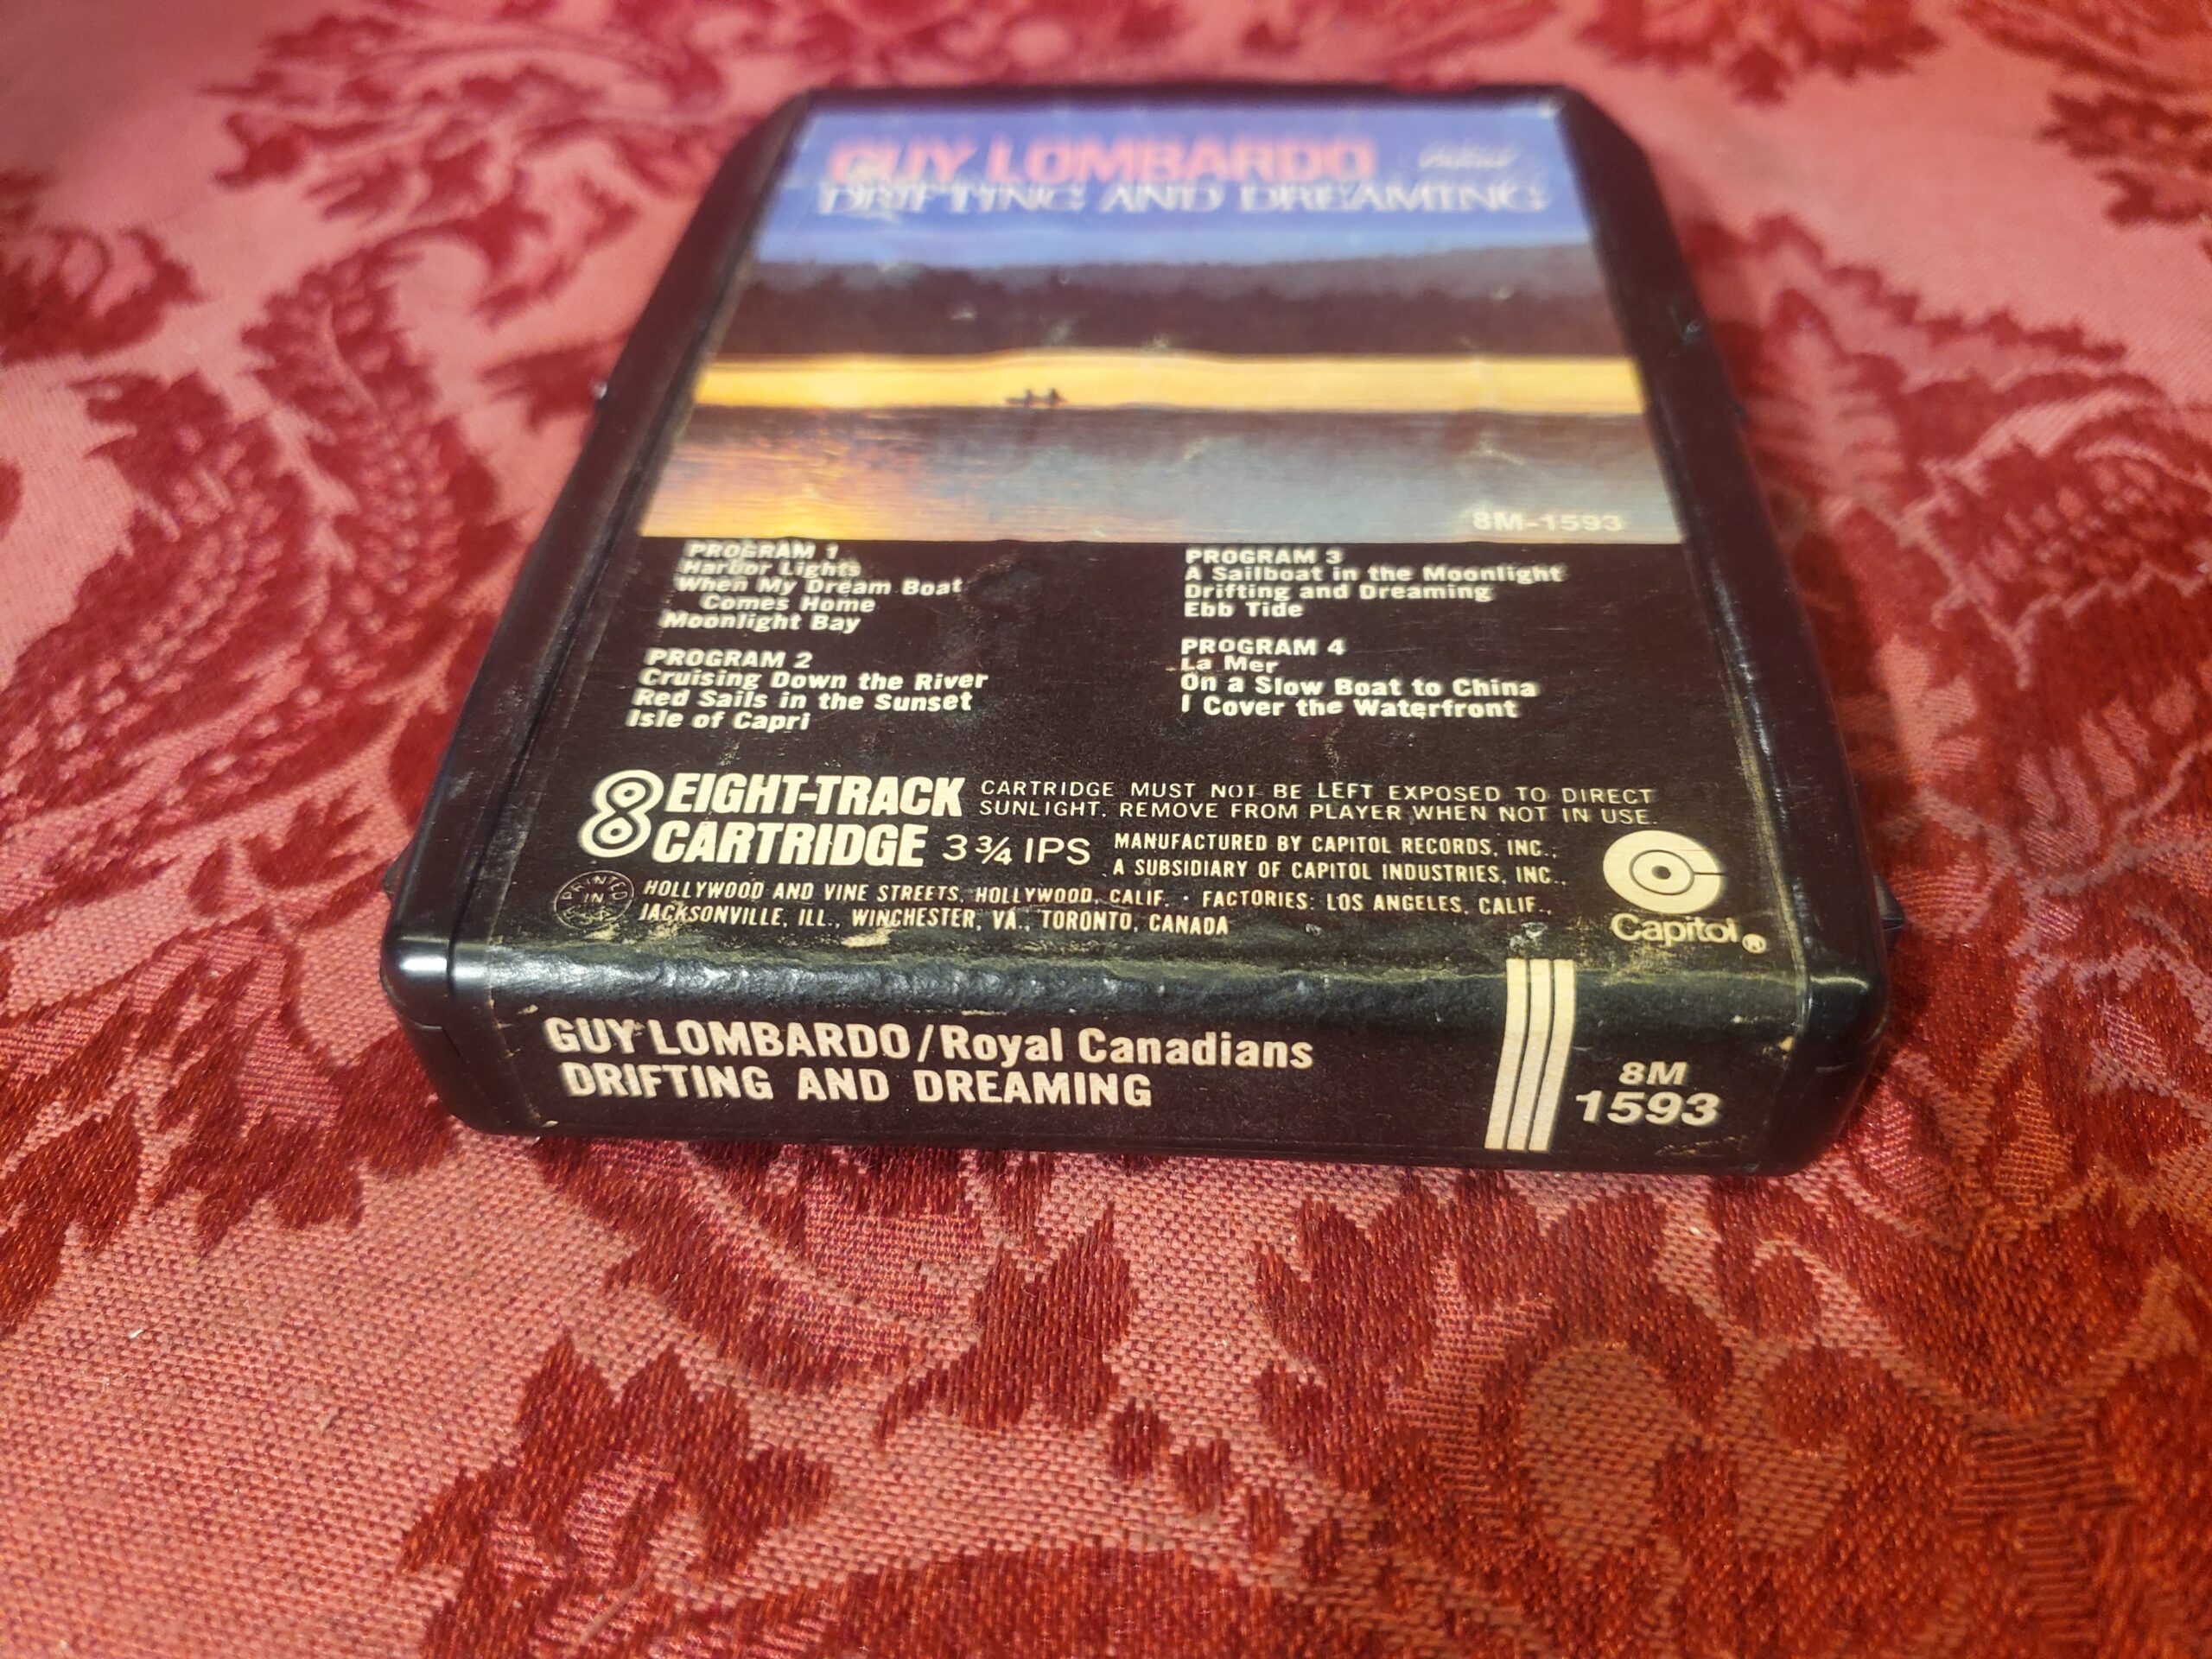 GUY LOMBARDO
DRIFTING AND DREAMING
8M-1593
PROGRAM 1
Harbor Lights
When My Dream Boat
Comes Home
Moonlight Bay
PROGRAM 2
Cruising Down the River
Red Sails in the Sunset
Isle of Capri
PROGRAM 3
A Sailboat in the Moonlight
Drifting and Dreaming
Ebb Tide
PROGRAM 4
La Mer
On a Slow Boat to China
I Cover the Waterfront
8 EIGHT-TRACK
CARTRIDGE 3 3/4 IPS
CARTRIDGE MUST NOT BE LEFT EXPOSED TO DIRECT
SUNLIGHT. REMOVE FROM PLAYER WHEN NOT IN USE.
MANUFACTURED BY CAPITOL RECORDS, INC.,
A SUBSIDIARY OF CAPITOL INDUSTRIES, INC.,
PRINTED
IN
HOLLYWOOD AND VINE STREETS, HOLLYWOOD, CALIF. · FACTORIES: LOS ANGELES, CALIF.,
JACKSONVILLE, ILL., WINCHESTER, VA., TORONTO, CANADA
Capitol®
GUY LOMBARDO/Royal Canadians
DRIFTING AND DREAMING
8M
1593